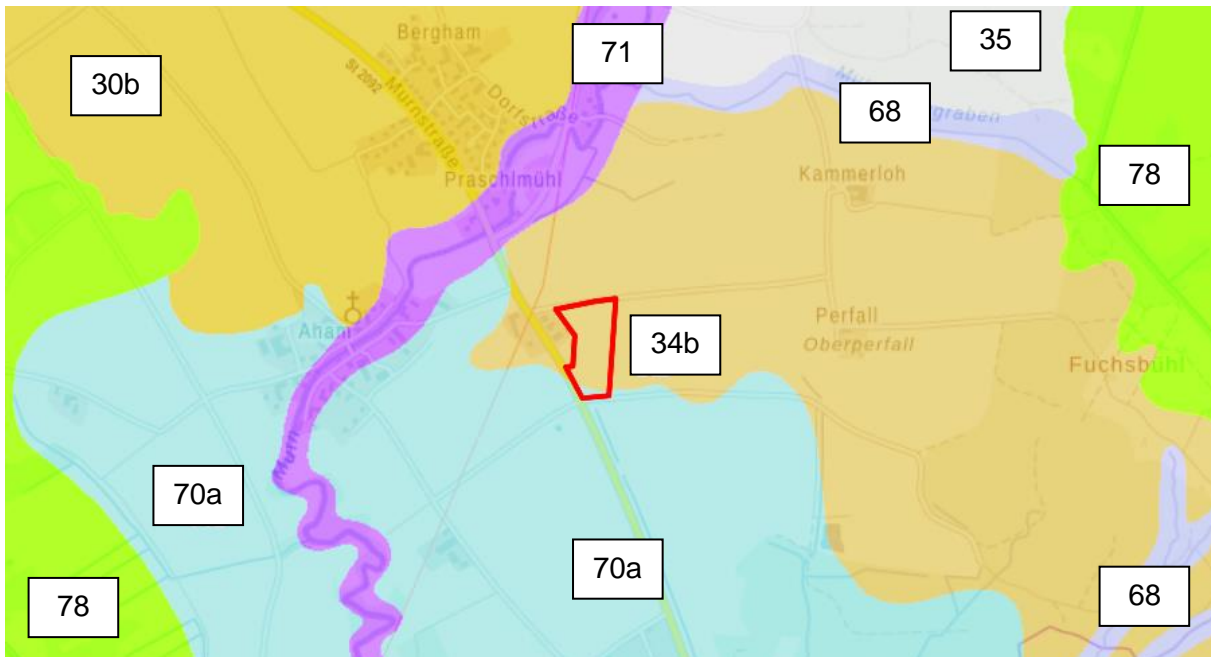 Bergham
71
35
30b
St 2092
Murnstraße
Dorfstraße
68
graben
Praschlmühl
Kammerloh
78
Aham
34b
Perfall
Oberperfall
Fuchsbühl
Murn
70a
70a
78
68